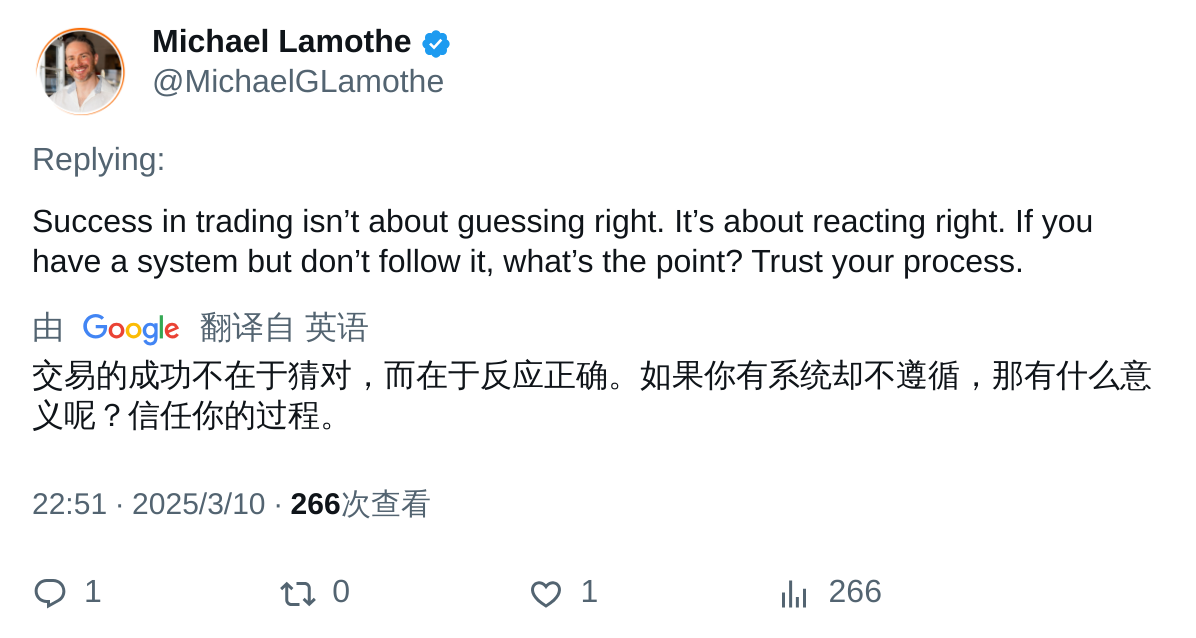 Michael Lamothe
@MichaelGLamothe
Replying:
Success in trading isn’t about guessing right. It’s about reacting right. If you
have a system but don’t follow it, what’s the point? Trust your process.
由 Google 翻译自 英语
交易的成功不在于猜对，而在于反应正确。如果你有系统却不遵循，那有什么意
义呢？信任你的过程。
22:51 · 2025/3/10 · 266次查看
1 0 1 266